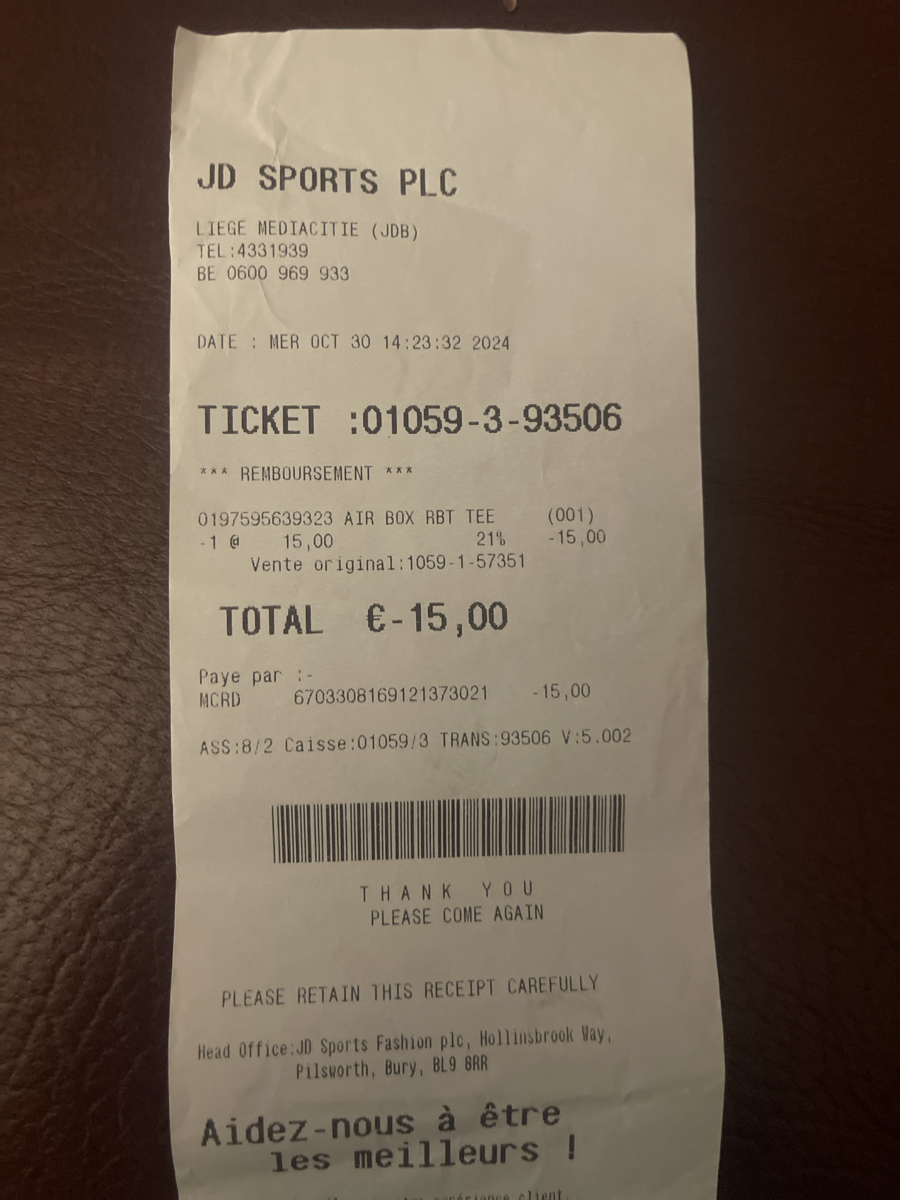 JD SPORTS PLC
LIEGE MEDIACITIE (JDB)
TEL:4331939
BE 0600 969 933
DATE : MER OCT 30 14:23:32 2024
TICKET :01059-3-93506
*** REMBOURSEMENT ***
0197595639323 AIR BOX RBT TEE (001)
-1 @ 15,00 21% -15,00
Vente original:1059-1-57351
TOTAL €-15,00
Paye par :-
MCRD 6703308169121373021 -15,00
ASS:8/2 Caisse:01059/3 TRANS:93506 V:5.002
THANK YOU
PLEASE COME AGAIN
PLEASE RETAIN THIS RECEIPT CAREFULLY
Head Office:JD Sports Fashion plc, Hollinsbrook Way,
Pilsworth, Bury, BL9 8RR
Aidez-nous à être
les meilleurs !
client.